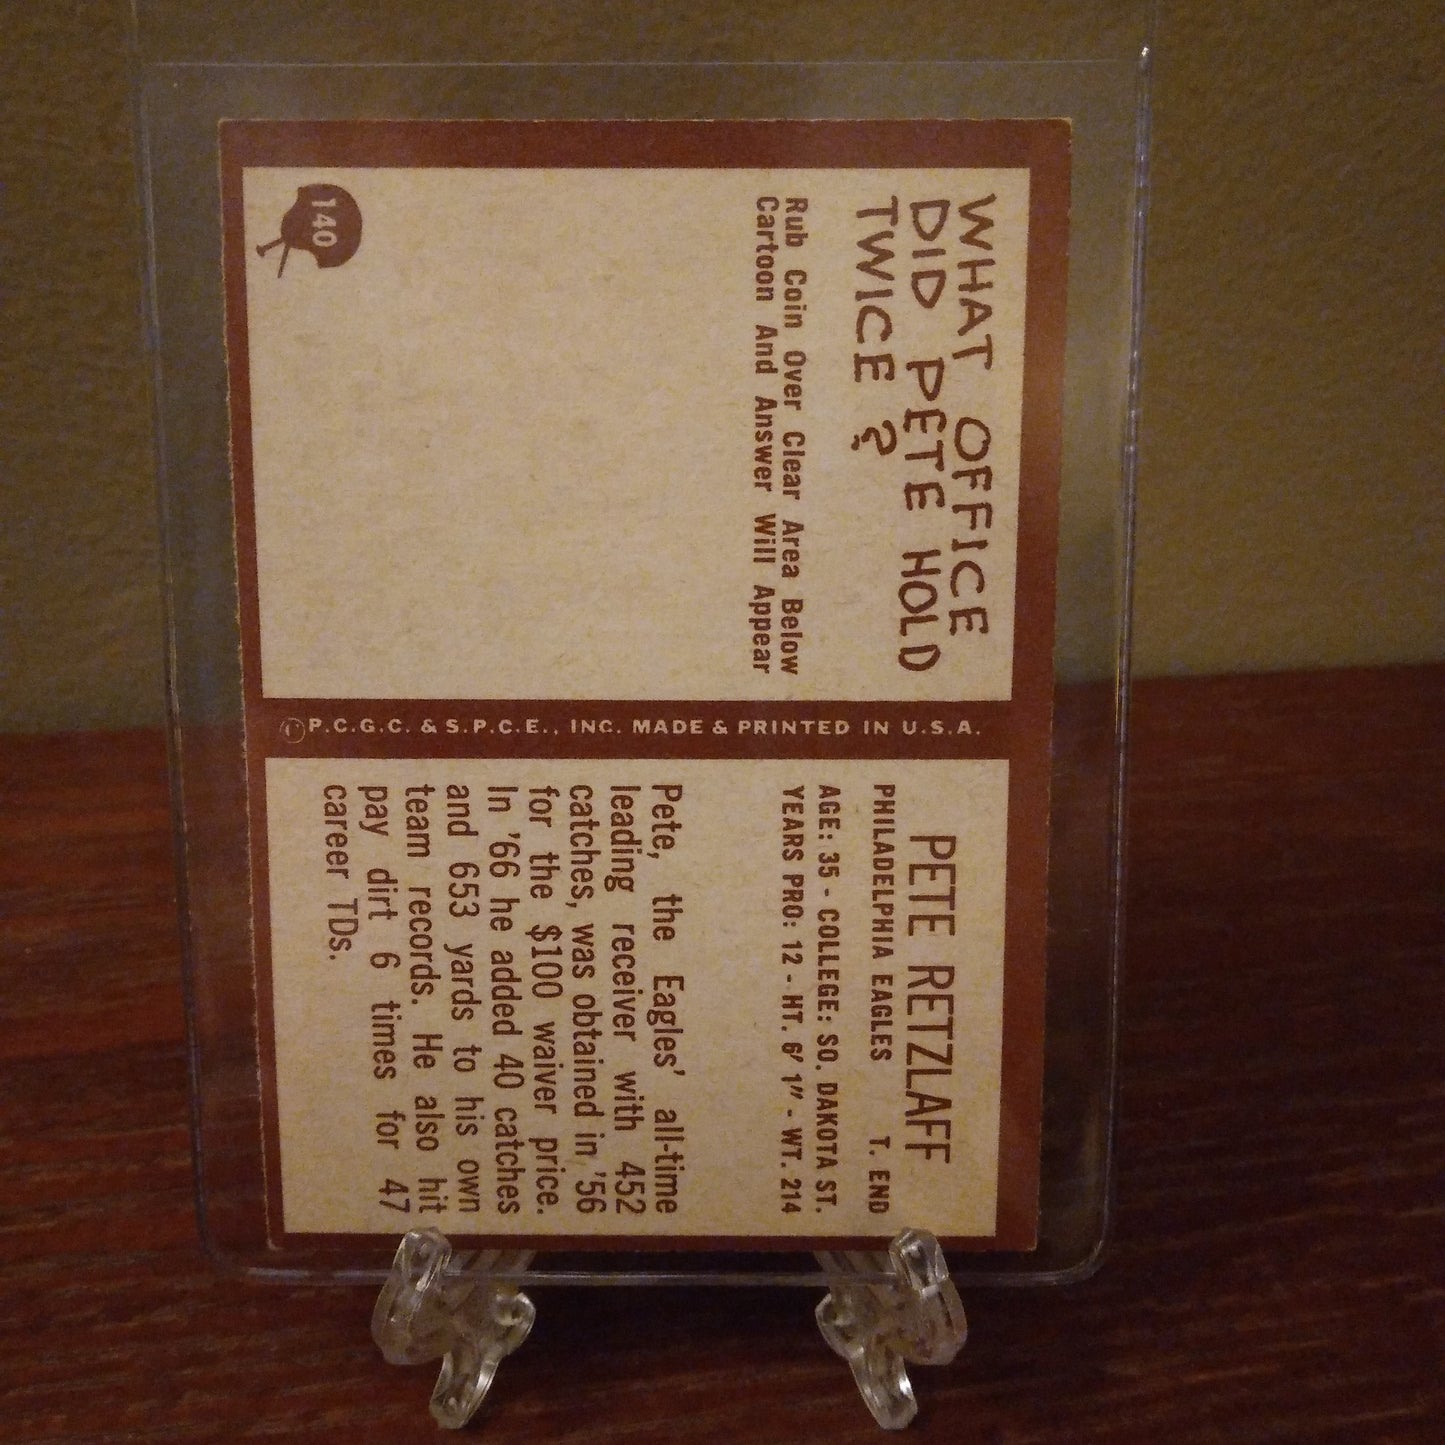 WHAT OFFICE
DID PETE HOLD
TWICE?
Rub Coin Over Clear Area Below
Cartoon And Answer Will Appear
140
© P.C.G.C. & S.P.C.E., INC. MADE & PRINTED IN U.S.A.
PETE RETZLAFF
PHILADELPHIA EAGLES T. END
AGE: 35 - COLLEGE: SO. DAKOTA ST.
YEARS PRO: 12 - HT. 6' 1" - WT. 214
Pete, the Eagles' all-time
leading receiver with 452
catches, was obtained in '56
for the $100 waiver price.
In '66 he added 40 catches
and 653 yards to his own
team records. He also hit
pay dirt 6 times for 47
career TDs.